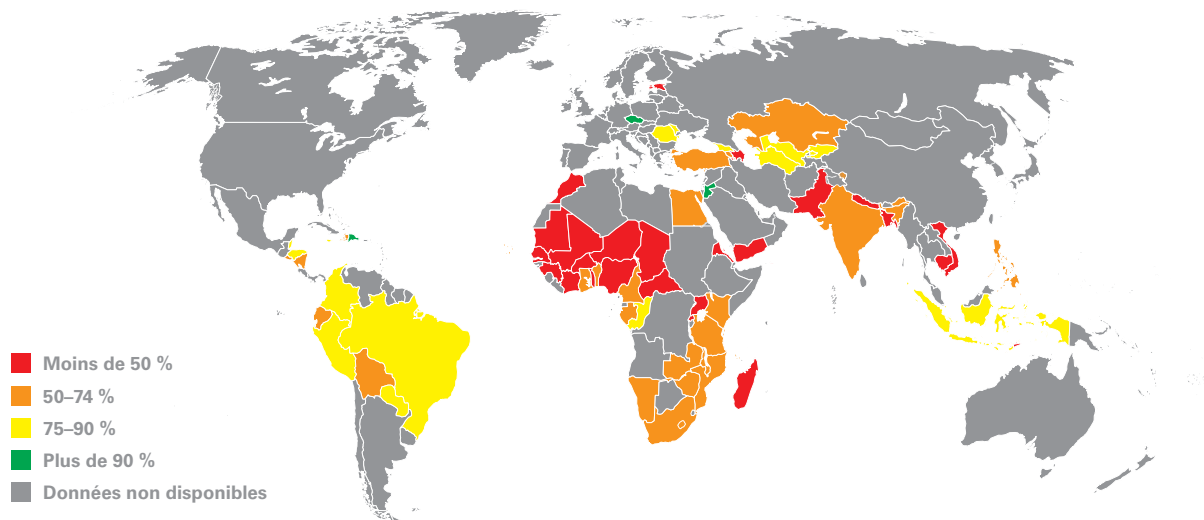 Moins de 50 %
50–74 %
75–90 %
Plus de 90 %
Données non disponibles